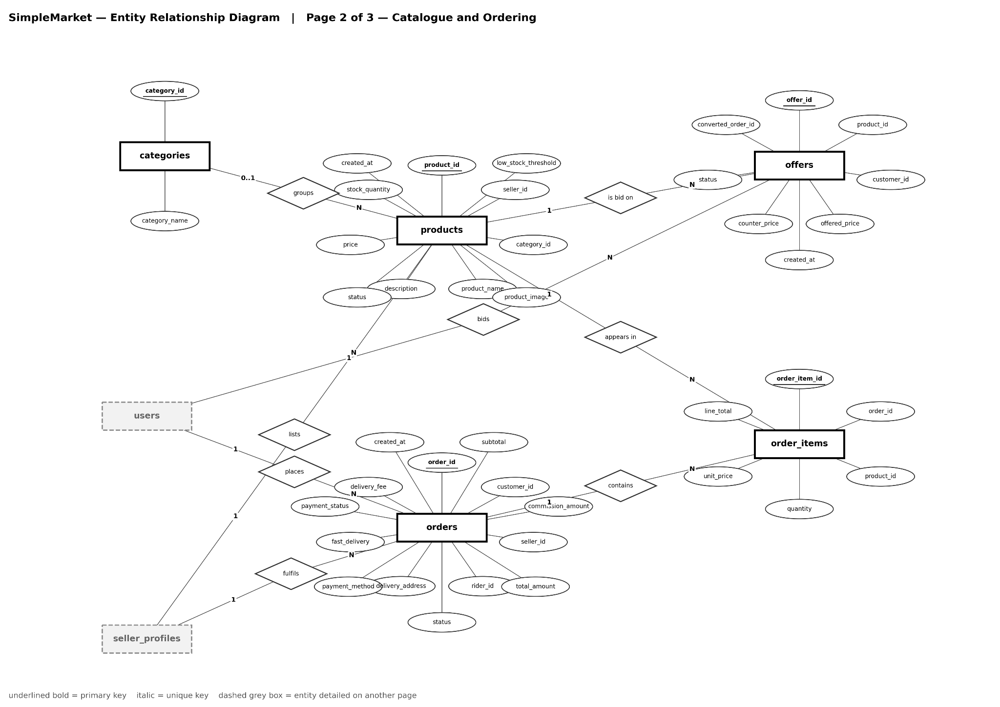 SimpleMarket — Entity Relationship Diagram   |   Page 2 of 3 — Catalogue and Ordering
category_id
offer_id
converted_order_id
product_id
categories
0..1
groups
N
category_name
created_at
product_id
low_stock_threshold
stock_quantity
seller_id
products
price
category_id
description
status
product_name
product_image
1
is bid on
N
offers
status
customer_id
counter_price
offered_price
created_at
N
1
bids
appears in
N
1
N
users
1
lists
places
1
N
order_item_id
line_total
order_id
order_items
N
unit_price
product_id
quantity
contains
1
created_at
subtotal
order_id
delivery_fee
customer_id
payment_status
commission_amount
orders
fast_delivery
seller_id
N
fulfils
1
payment_method
delivery_address
rider_id
total_amount
status
seller_profiles
underlined bold = primary key    italic = unique key    dashed grey box = entity detailed on another page